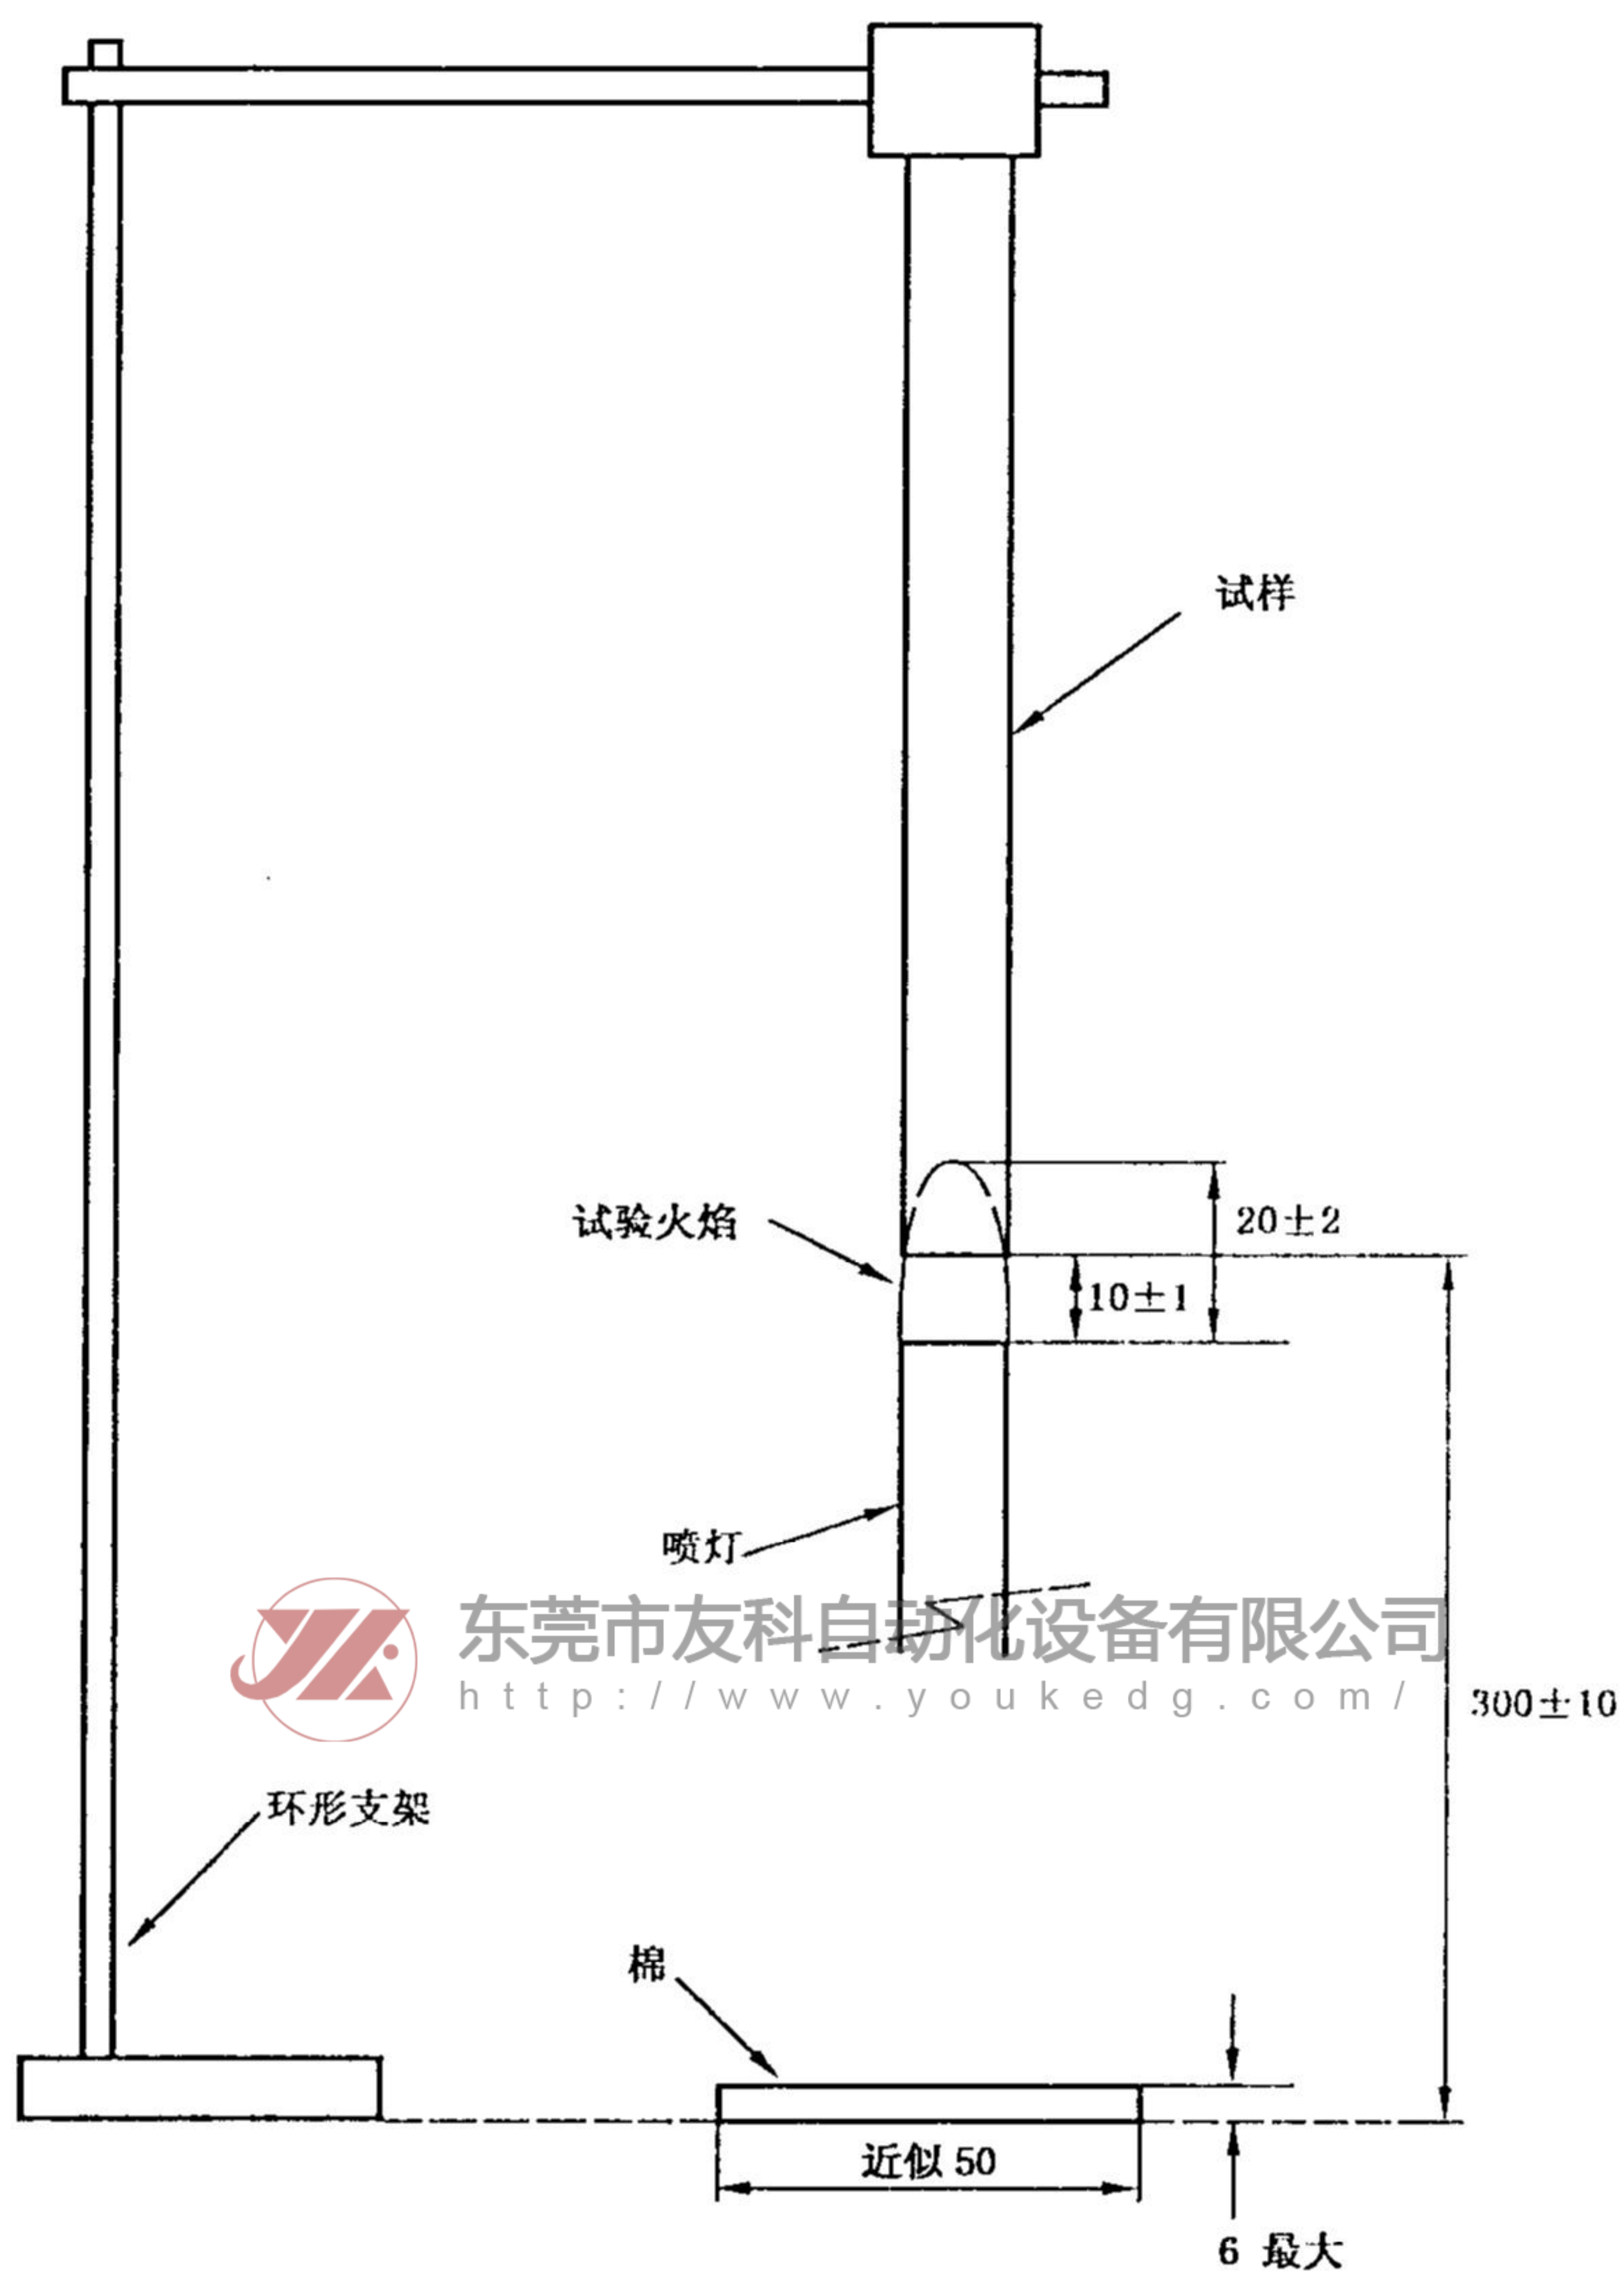 试样
试验火焰
20±2
10±1
喷灯
东莞市友科自动化设备有限公司
http://www.youkedg.com/
300±10
环形支架
棉
近似 50
6 最大